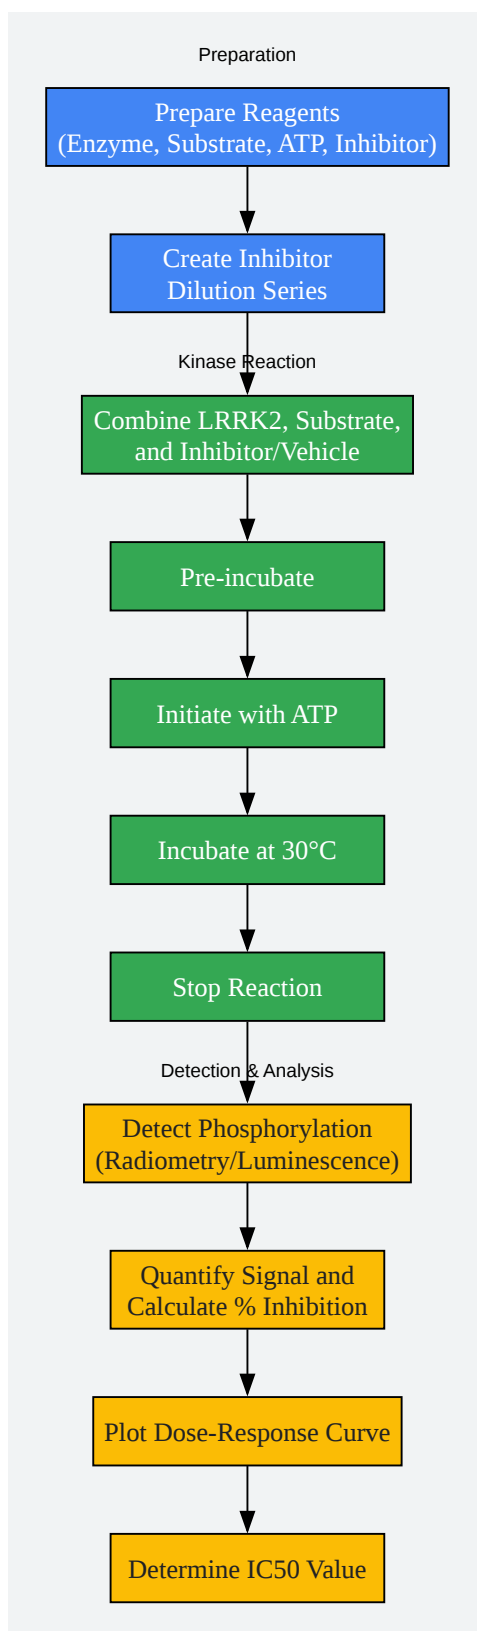 Preparation
Prepare Reagents
(Enzyme, Substrate, ATP, Inhibitor)
Create Inhibitor
Dilution Series
Kinase Reaction
Combine LRRK2, Substrate,
and Inhibitor/Vehicle
Pre-incubate
Initiate with ATP
Incubate at 30°C
Stop Reaction
Detection & Analysis
Detect Phosphorylation
(Radiometry/Luminescence)
Quantify Signal and
Calculate % Inhibition
Plot Dose-Response Curve
Determine IC50 Value